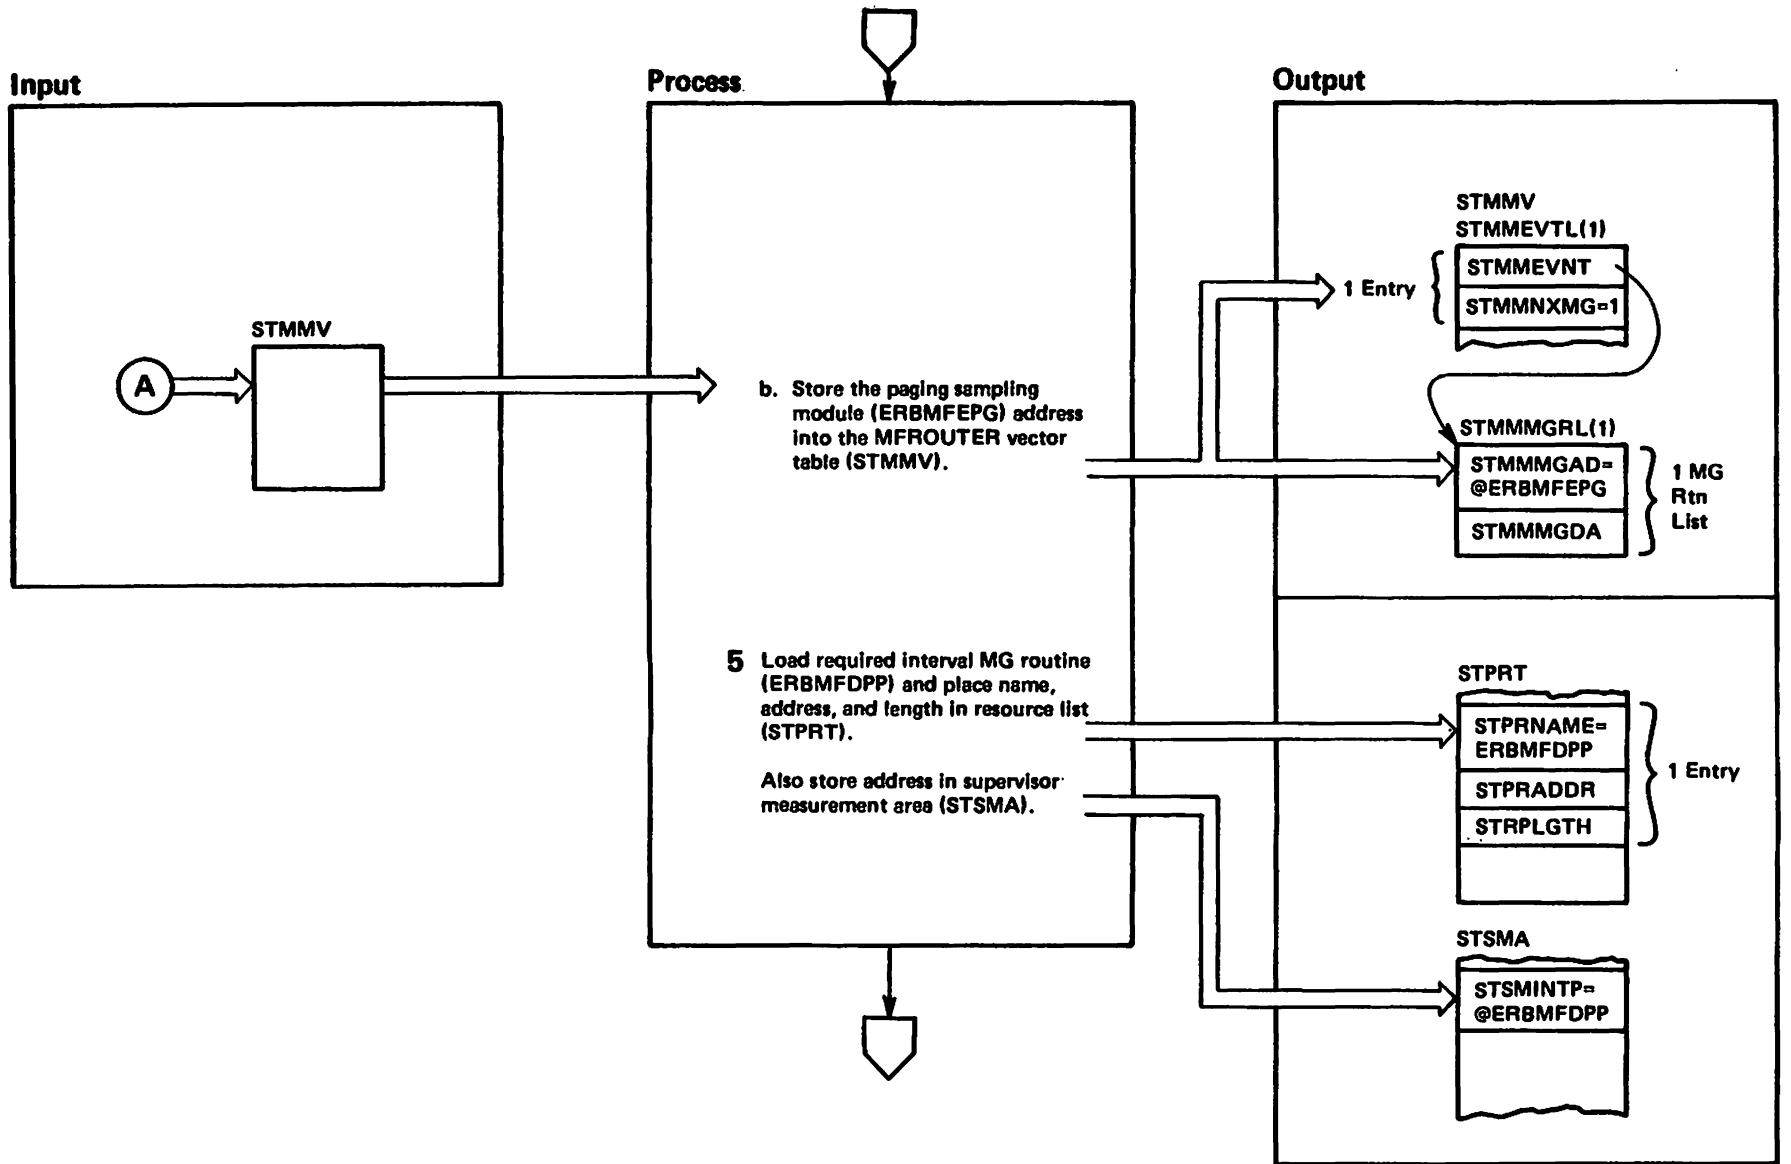 Input
Process
Output
STMMV
STMMEVTL(1)
STMMEVNT
1 Entry
STMMNXMG=1
STMMV
A
b. Store the paging sampling
module (ERBMFEPG) address
into the MFROUTER vector
table (STMMV).
STMMMGRL(1)
STMMMGAD=
@ERBMFEPG
STMMMGDA
1 MG
Rtn
List
5 Load required interval MG routine
(ERBMFDPP) and place name,
address, and length in resource list
(STPRT).
Also store address in supervisor
measurement area (STSMA).
STPRT
STPRNAME=
ERBMFDPP
STPRADDR
STRPLGTH
1 Entry
STSMA
STSMINTP=
@ERBMFDPP